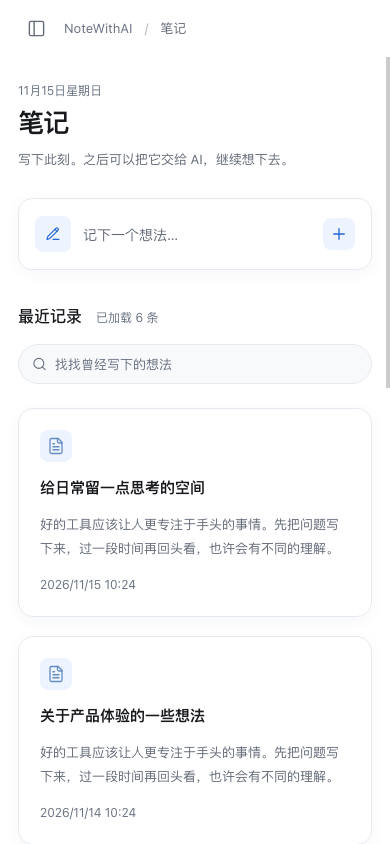 NoteWithAI / 笔记
11月15日星期日
笔记
写下此刻。之后可以把它交给 AI，继续想下去。
记下一个想法...
最近记录 已加载 6 条
找找曾经写下的想法
给日常留一点思考的空间
好的工具应该让人更专注于手头的事情。先把问题写
下来，过一段时间再回头看，也许会有不同的理解。
2026/11/15 10:24
关于产品体验的一些想法
好的工具应该让人更专注于手头的事情。先把问题写
下来，过一段时间再回头看，也许会有不同的理解。
2026/11/14 10:24